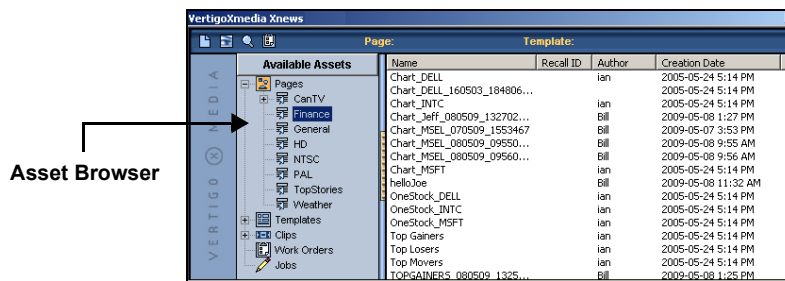 VertigoXmedia Xnews
Page: Template:
Asset Browser
VERTIGO X MEDIA
Available Assets
Pages
CanTV
Finance
General
HD
NTSC
PAL
TopStories
Weather
Templates
Clips
Work Orders
Jobs
Name Recall ID Author Creation Date
Chart_DELL ian 2005-05-24 5:14 PM
Chart_DELL_160503_184806... 2005-05-24 5:14 PM
Chart_INTC ian 2005-05-24 5:14 PM
Chart_Jeff_080509_132702... Bill 2009-05-08 1:27 PM
Chart_MSEL_070509_1553467 Bill 2009-05-07 3:53 PM
Chart_MSEL_080509_09550... Bill 2009-05-08 9:55 AM
Chart_MSEL_080509_09560... Bill 2009-05-08 9:56 AM
Chart_MSFT ian 2005-05-24 5:14 PM
helloJoe Bill 2009-05-08 11:32 AM
OneStock_DELL ian 2005-05-24 5:14 PM
OneStock_INTC ian 2005-05-24 5:14 PM
OneStock_MSFT ian 2005-05-24 5:14 PM
Top Gainers ian 2005-05-24 5:14 PM
Top Losers ian 2005-05-24 5:14 PM
Top Movers ian 2005-05-24 5:14 PM
TOPGAINERS_080509_1325... Bill 2009-05-08 1:25 PM